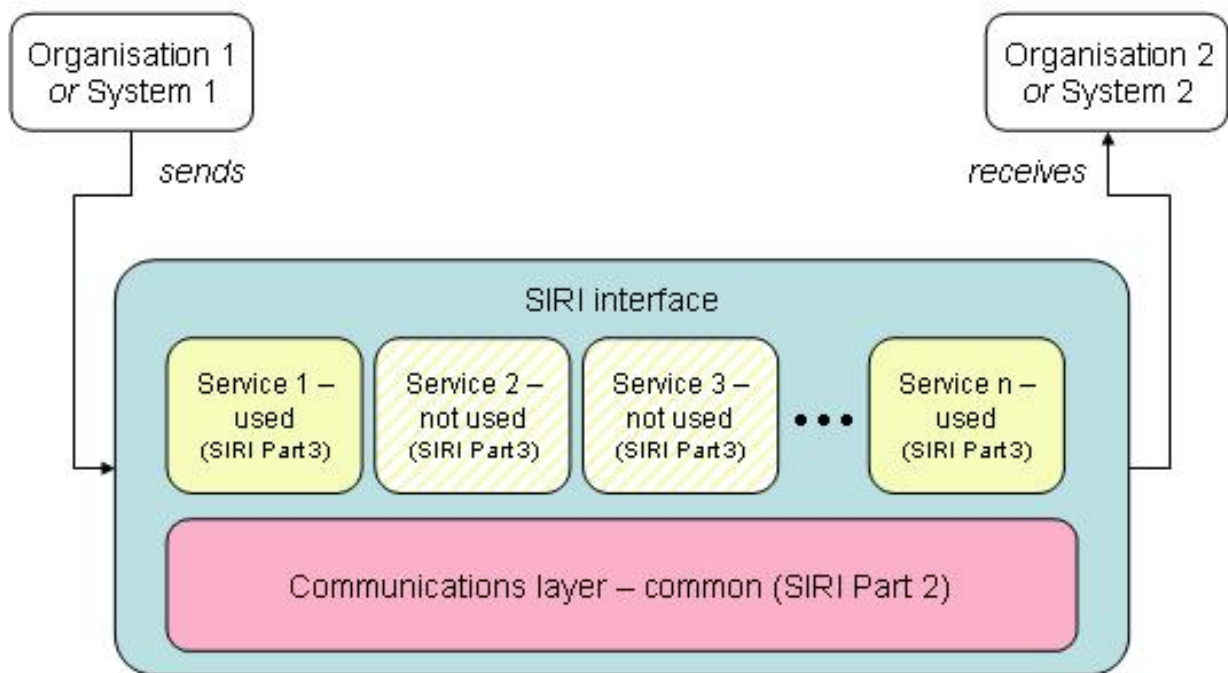 Organisation 1
or System 1
Organisation 2
or System 2
sends
receives
SIRI interface
Service 1 –
used
(SIRI Part3)
Service 2 –
not used
(SIRI Part3)
Service 3 –
not used
(SIRI Part3)
•••
Service n –
used
(SIRI Part3)
Communications layer – common (SIRI Part 2)